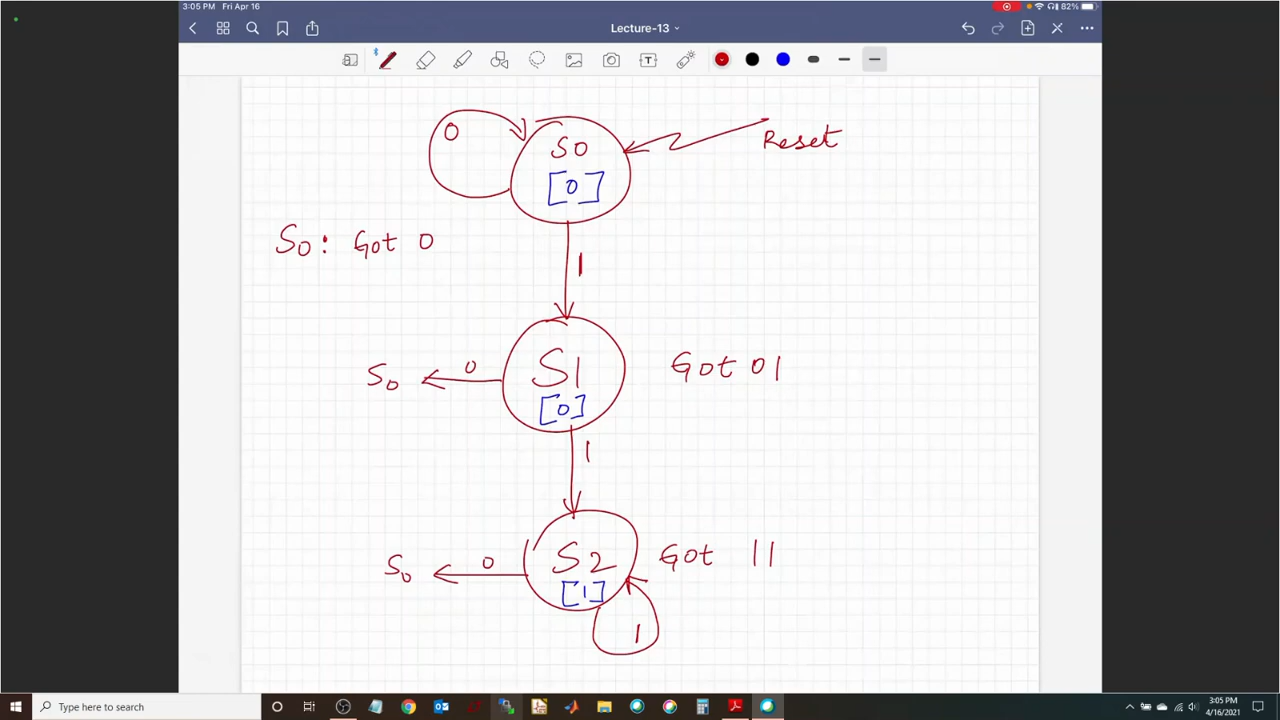 3:05 PM Fri Apr 16
82%
Lecture-13
T
0
S0
[0]
Reset
S0: Got 0
1
S0
0
S1
[0]
Got 01
1
S0
0
S2
[1]
Got 11
1
Type here to search
3:05 PM
4/16/2021